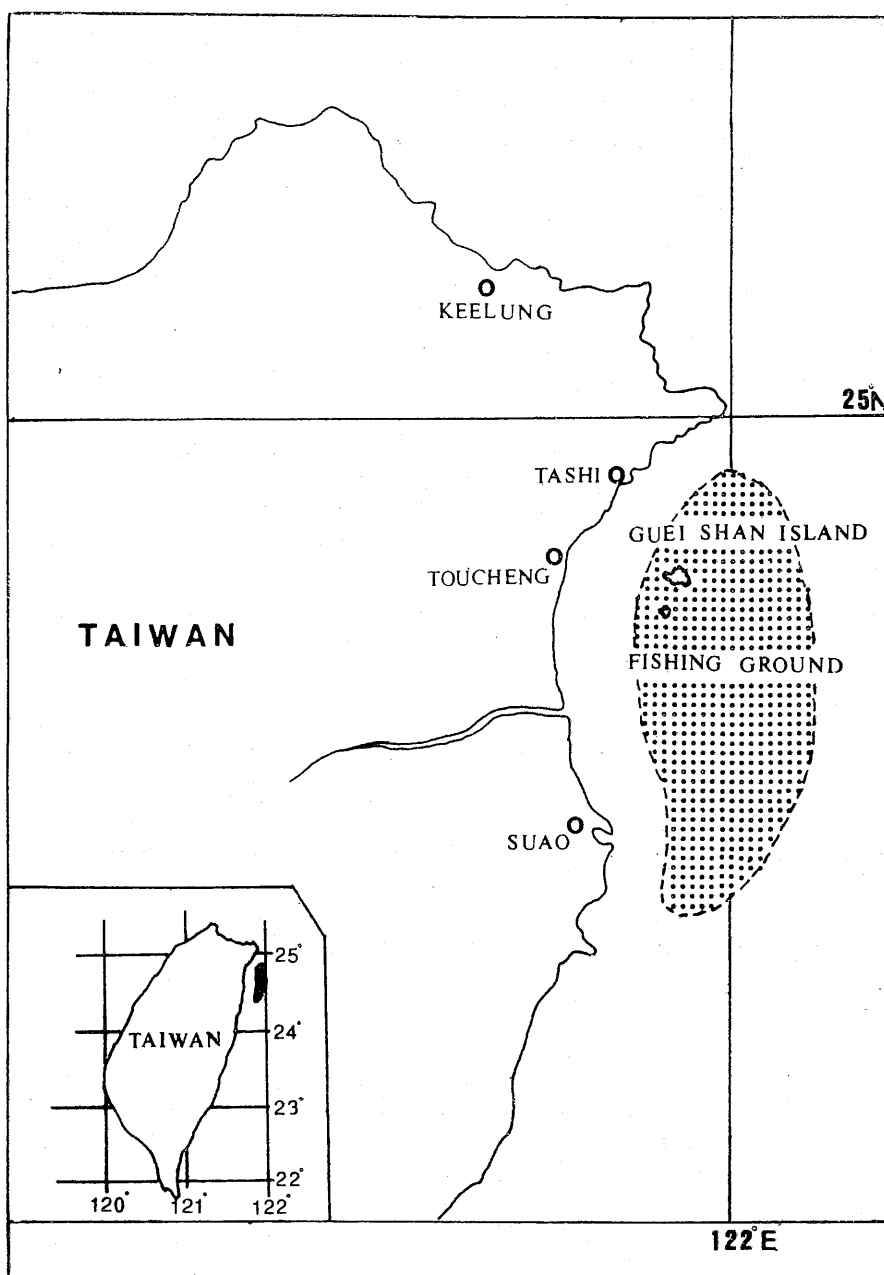 KEELUNG
25°N
TASHI
GUEI SHAN ISLAND
TOUCHENG
TAIWAN
FISHING GROUND
SUAO
25°
TAIWAN
24°
23°
22°
120° 121° 122°
122°E